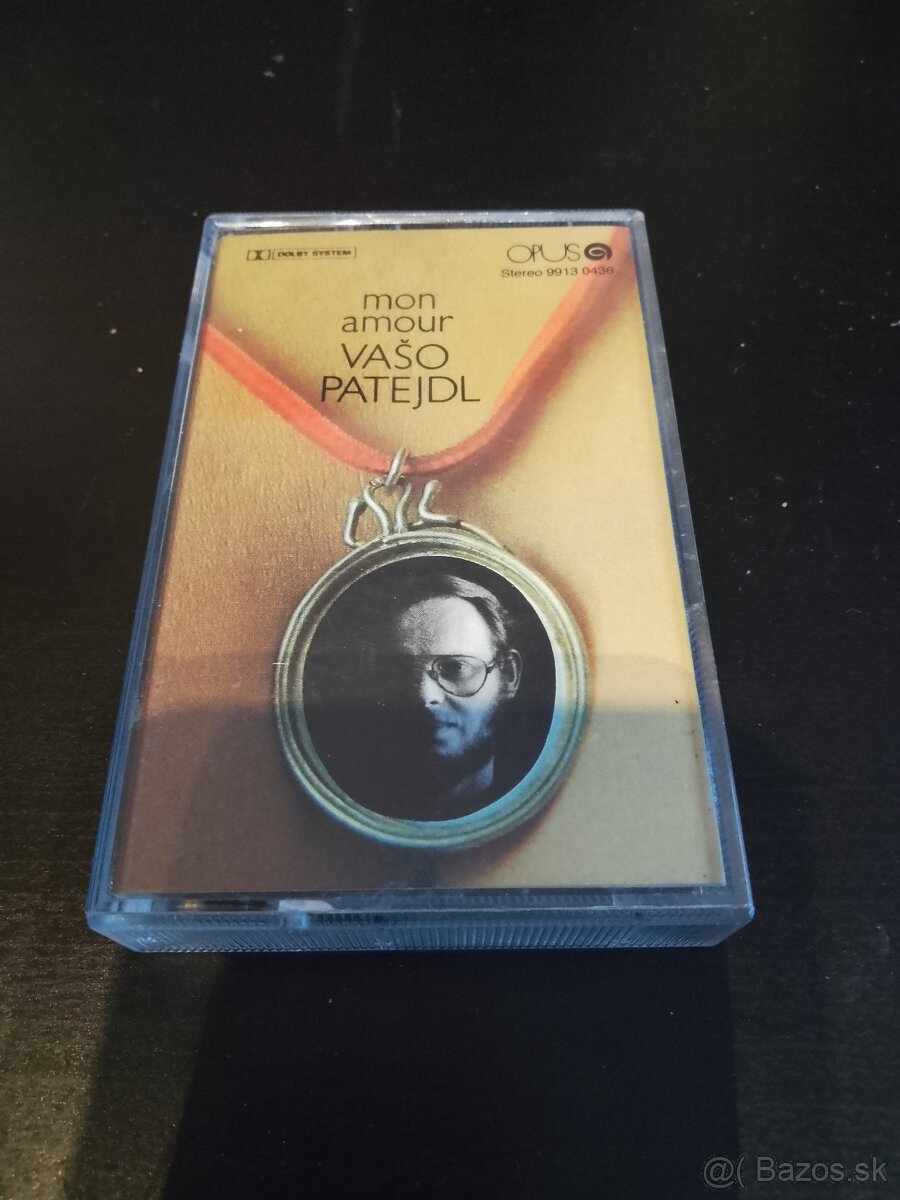 DOLBY SYSTEM
OPUS
Stereo 9913 0436
mon
amour
VAŠO
PATEJDL
@( Bazos.sk